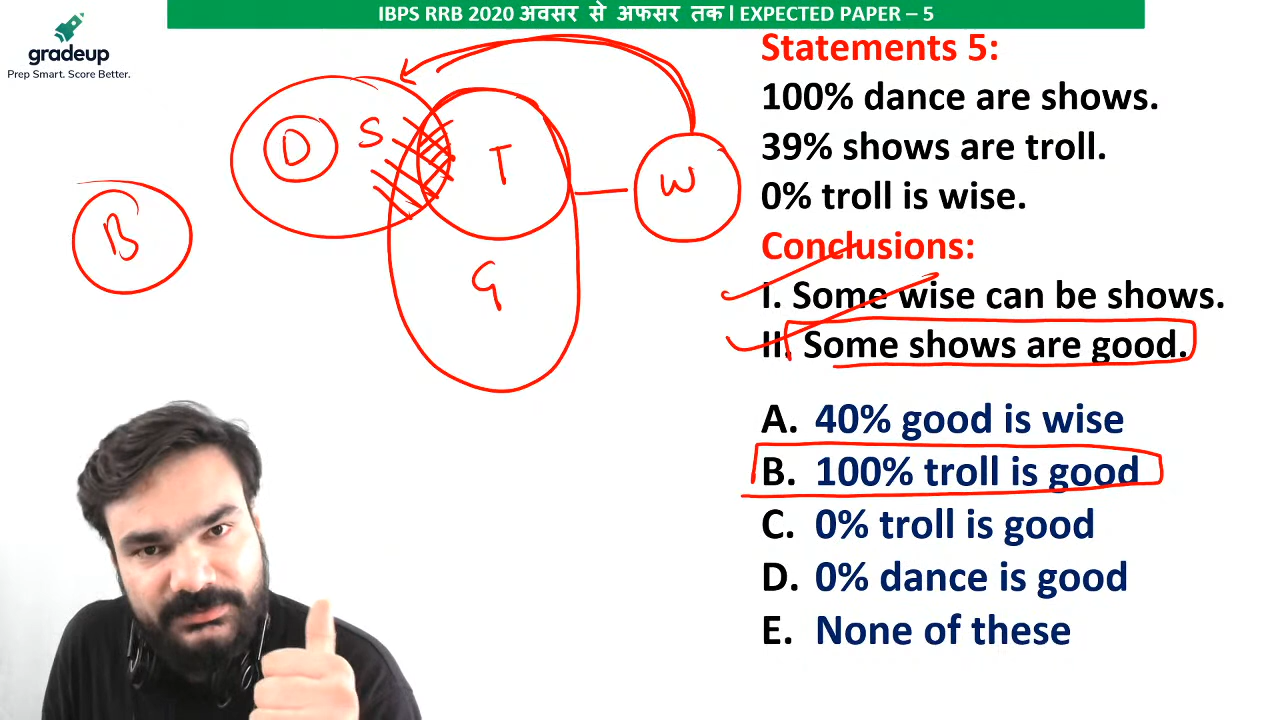 IBPS RRB 2020 अवसर से अफसर तक l EXPECTED PAPER – 5
gradeup
Prep Smart. Score Better.
Statements 5:
100% dance are shows.
39% shows are troll.
0% troll is wise.
Conclusions:
I. Some wise can be shows.
II. Some shows are good.
A. 40% good is wise
B. 100% troll is good
C. 0% troll is good
D. 0% dance is good
E. None of these
D S T W
B
G